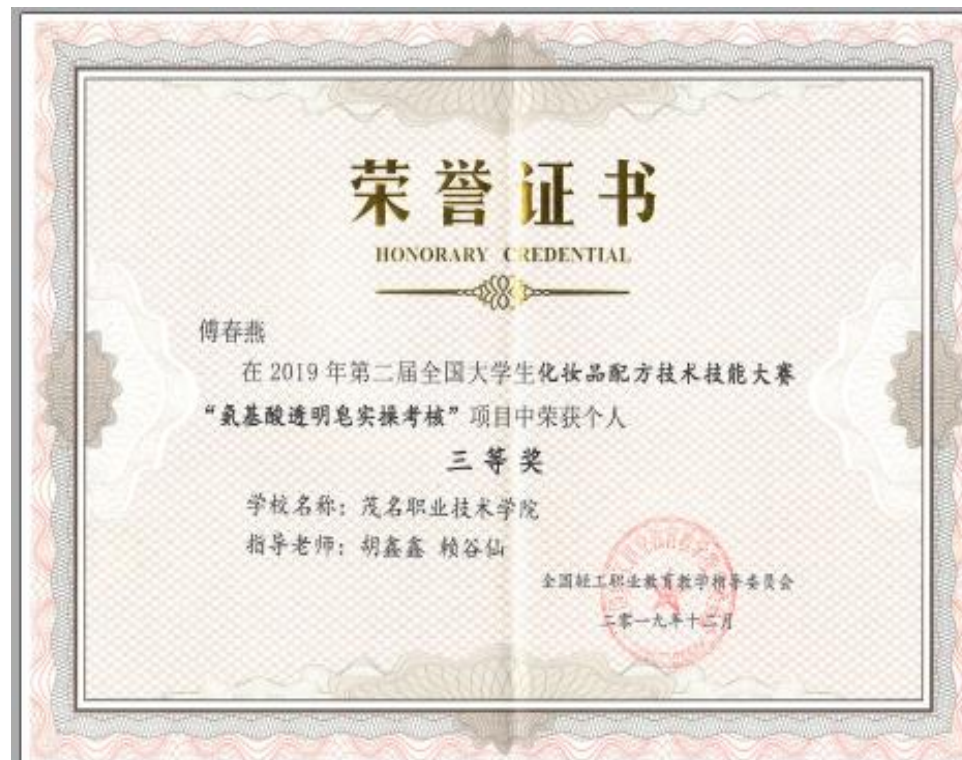 荣誉证书
HONORARY CREDENTIAL
傅春燕
在 2019 年第二届全国大学生化妆品配方技术技能大赛
“氨基酸透明皂实操考核”项目中荣获个人
三等奖
学校名称：茂名职业技术学院
指导老师：胡鑫鑫 赖谷仙
全国轻工职业教育教学指导委员会
二零一九年十二月